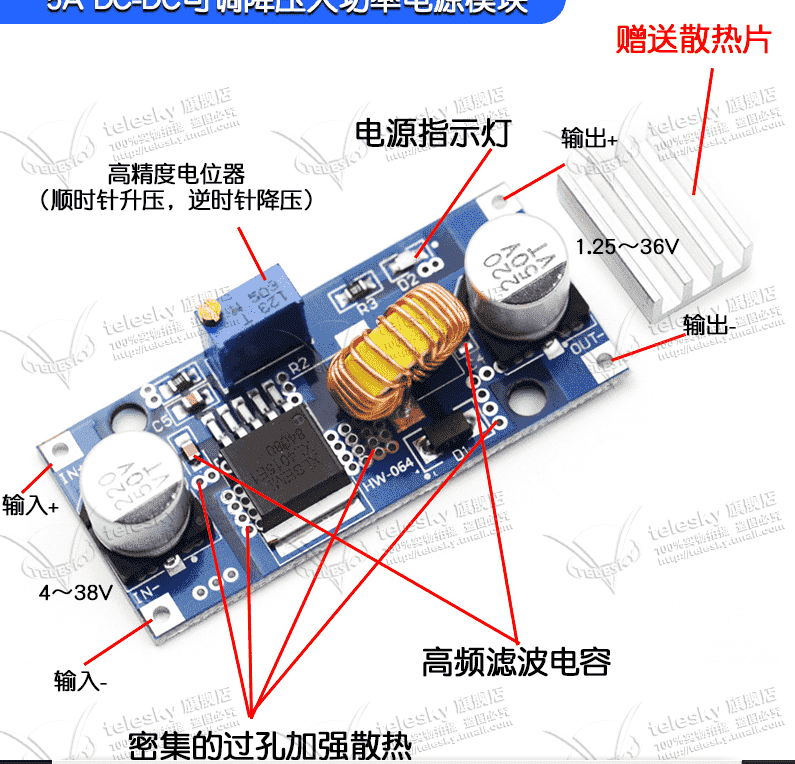 5A DC-DC可调降压大功率电源模块
赠送散热片
电源指示灯
输出+
高精度电位器
（顺时针升压，逆时针降压）
1.25～36V
输出-
输入+
4～38V
输入-
高频滤波电容
密集的过孔加强散热
R3
D2
R2
C5
IN+
IN-
OUT-
HW-064
220
25V
VT
telesky 旗舰店
100%实物拍摄 盗图必究
http://telesky.tmall.com
TELESKY